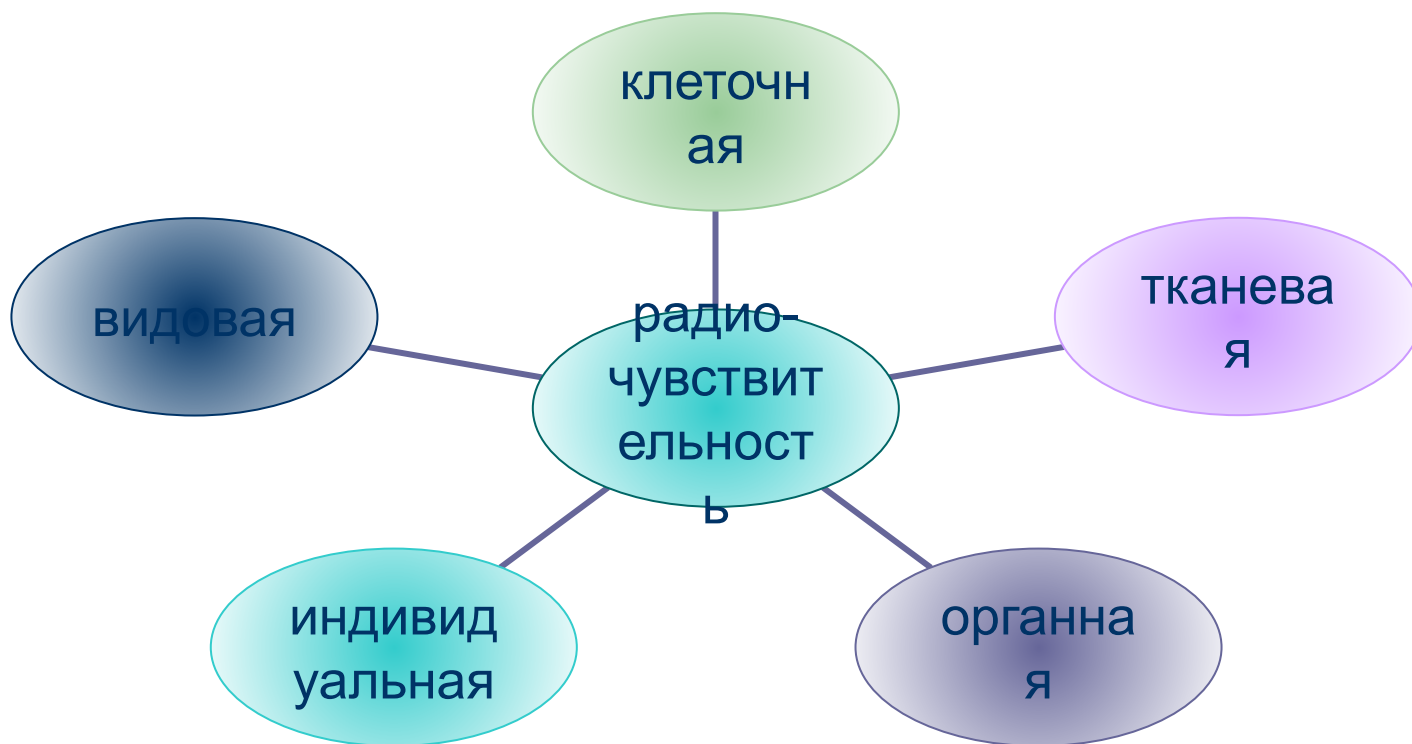 клеточн
ая
видовая
тканева
я
радио-
чувствит
ельност
ь
индивид
уальная
органна
я